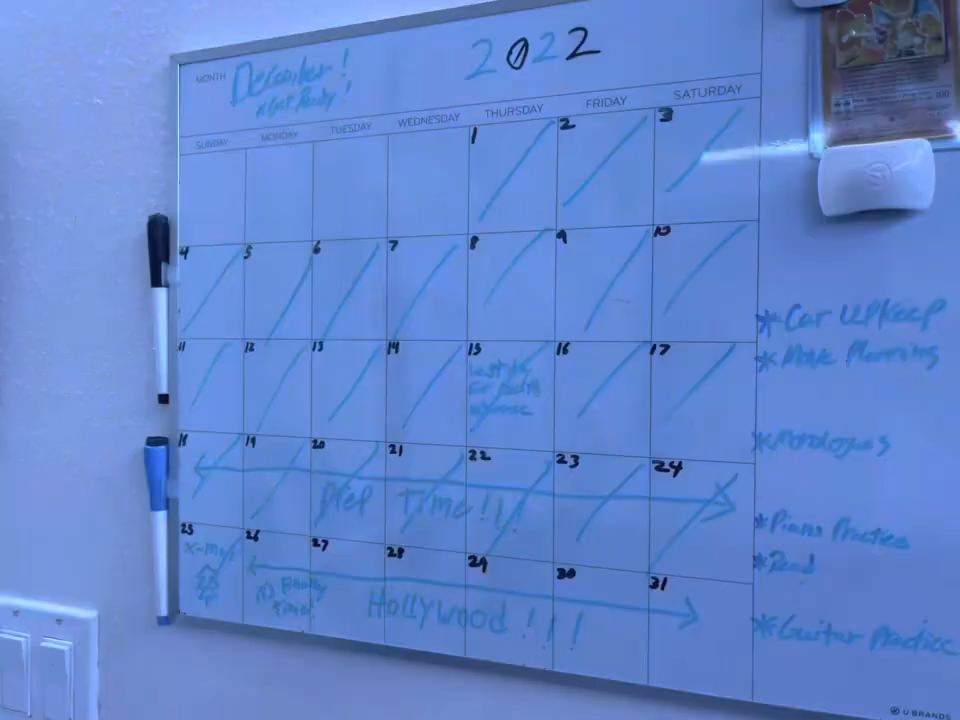 MONTH December! 2022
*Get Ready!
SUNDAY MONDAY TUESDAY WEDNESDAY THURSDAY FRIDAY SATURDAY
1 2 3
4 5 6 7 8 9 10
11 12 13 14 15 16 17
18 19 20 21 22 23 24
Prep Time!!!
25 26 27 28 29 30 31
X-mas
it's Finally
time!
Hollywood!!!
*Car UPKeep
*Move Planning
*Monologues
*Piano Practice
*Read
*Guitar Practice
U BRANDS